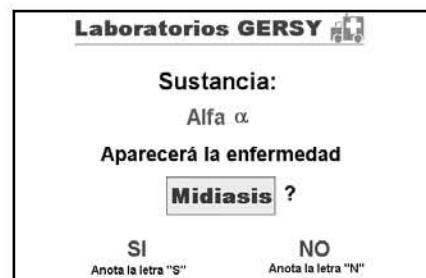 Laboratorios GERSY
Sustancia:
Alfa α
Aparecerá la enfermedad
Midiasis ?
SI NO
Anota la letra "S" Anota la letra "N"